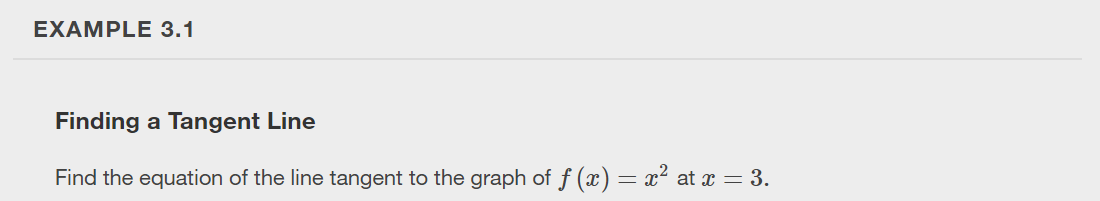 EXAMPLE 3.1
Finding a Tangent Line
Find the equation of the line tangent to the graph of f (x) = x² at x = 3.